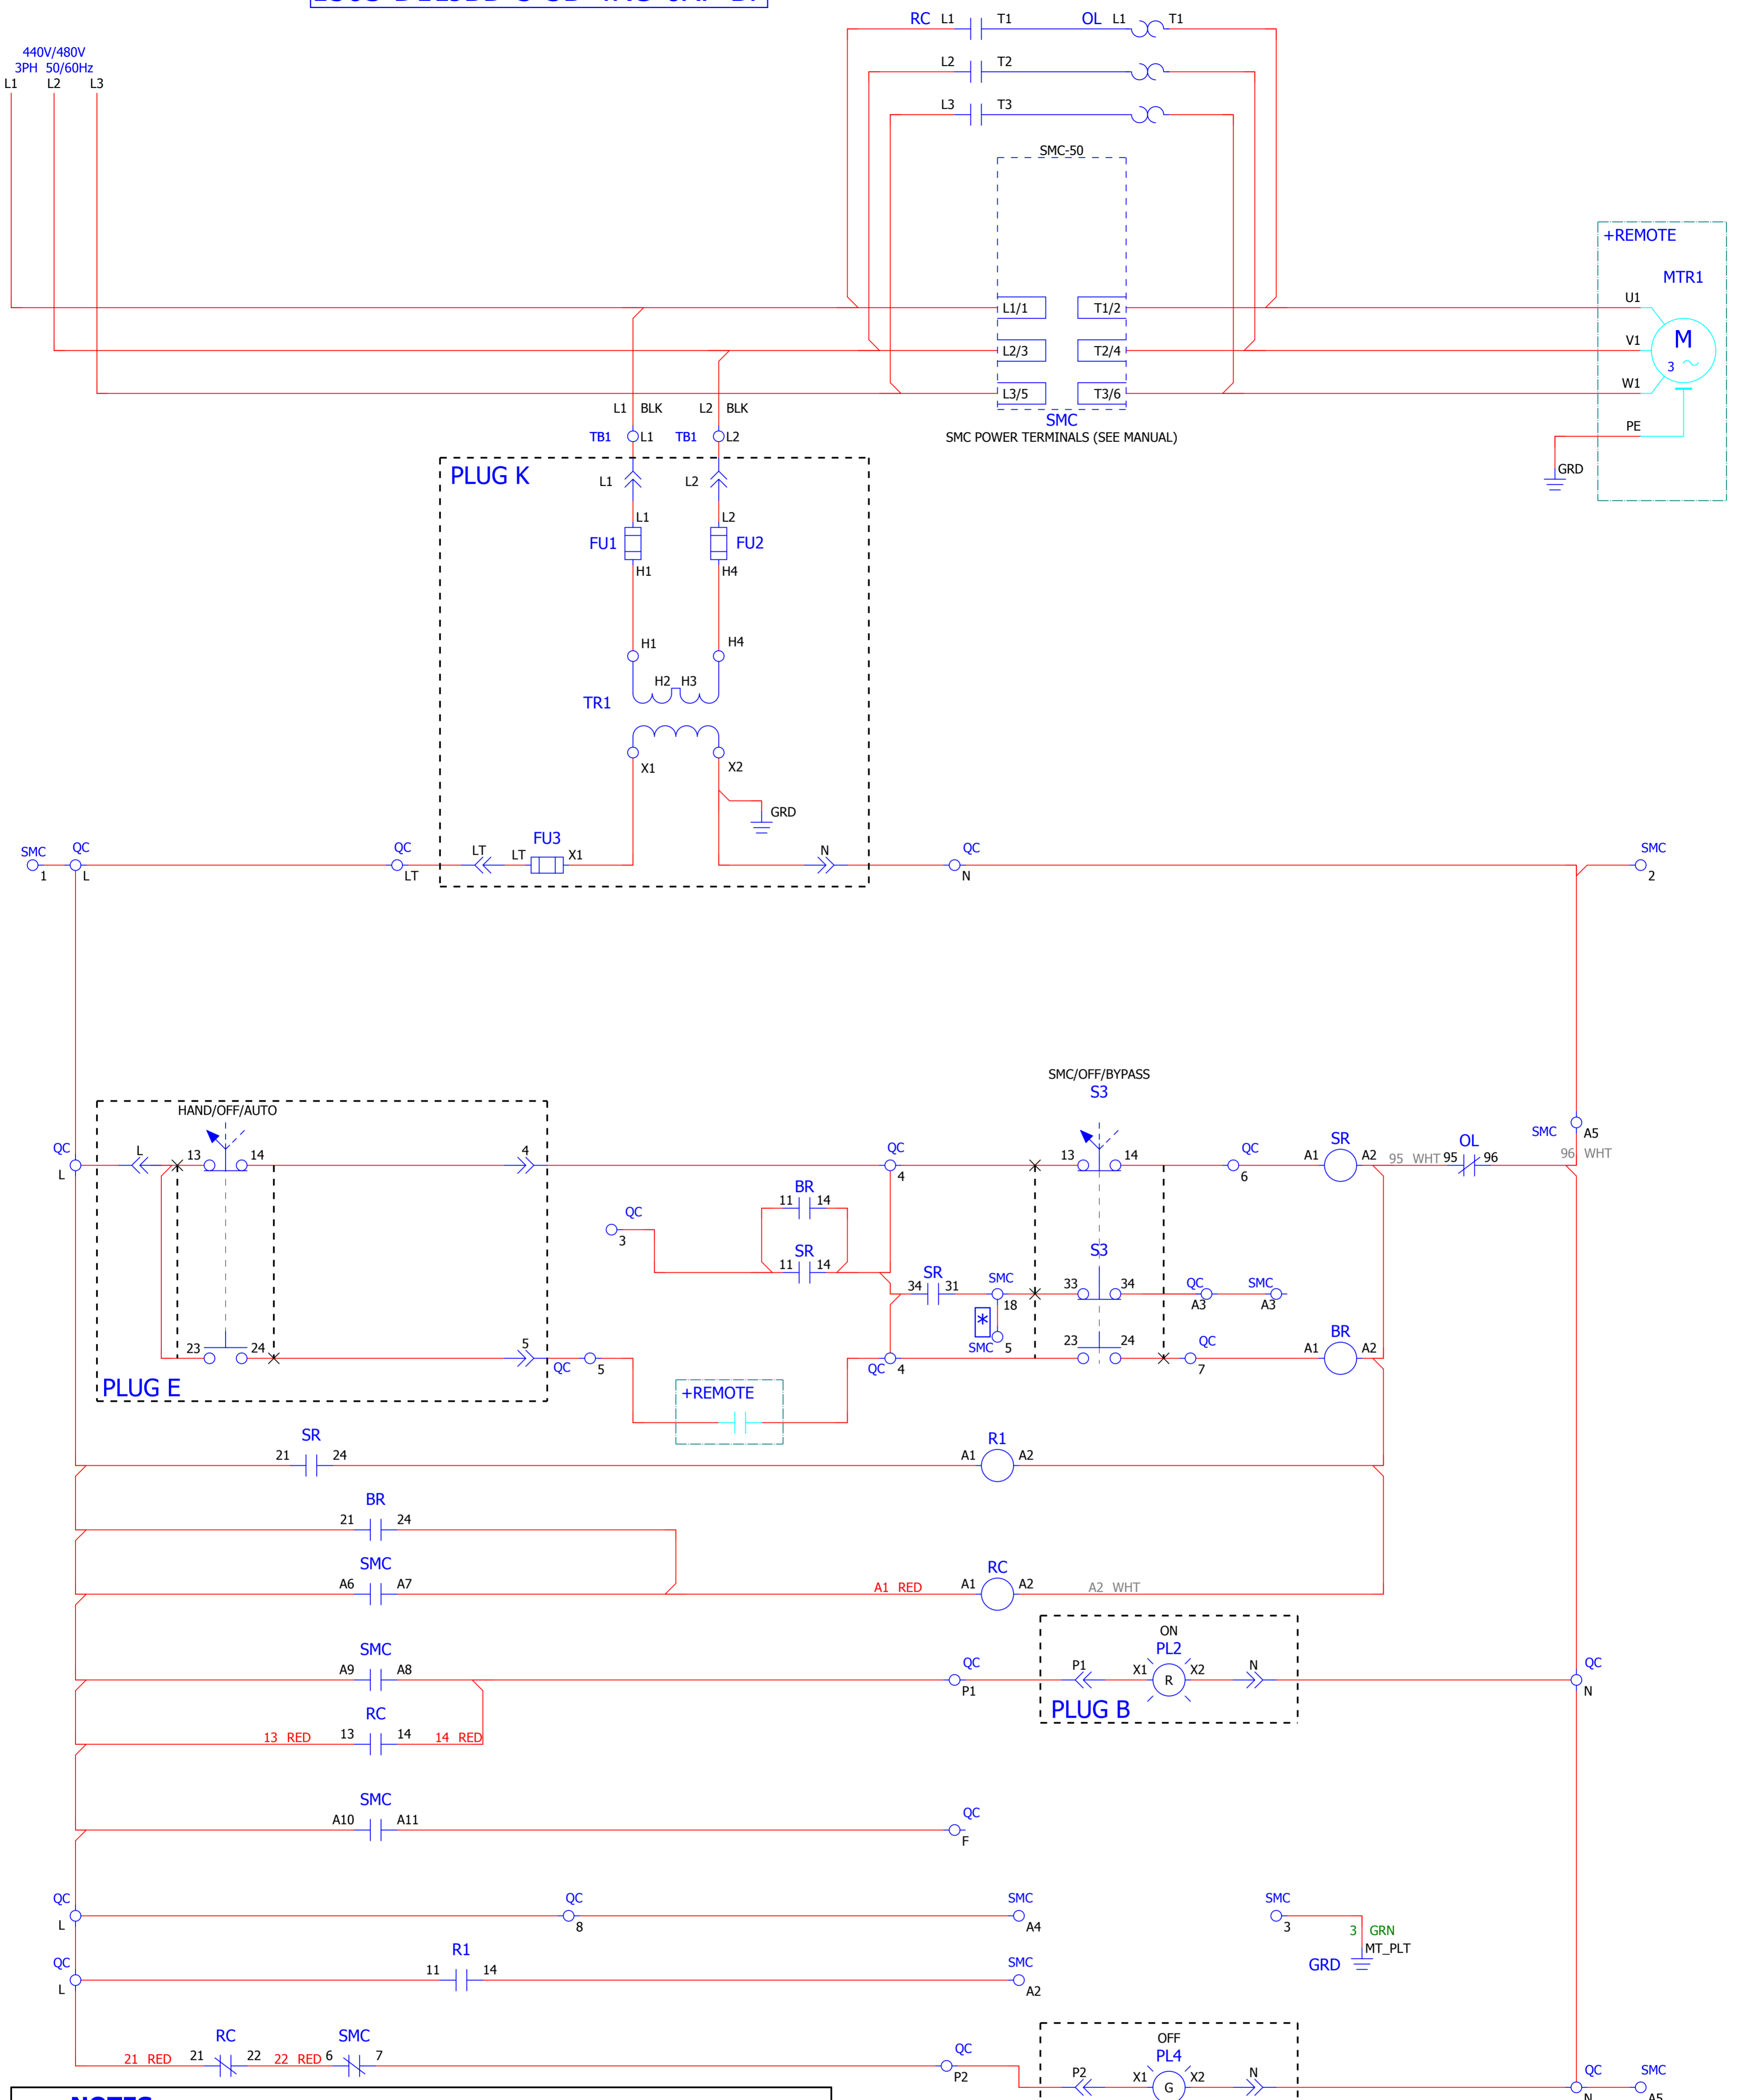 RC L1 T1 OL L1 T1
440V/480V
3PH 50/60Hz
L1 L2 L3
L2 T2
L3 T3
SMC-50
+REMOTE
MTR1
L1/1 T1/2 U1
L2/3 T2/4 V1 M
3
L3/5 T3/6 W1
L1 BLK L2 BLK
SMC
TB1 L1 TB1 L2
SMC POWER TERMINALS (SEE MANUAL)
PE
GRD
PLUG K
L1 L2
L1 L2
FU1 FU2
H1 H4
H1 H4
H2 H3
TR1
X1 X2
GRD
FU3
SMC QC QC LT LT X1 N QC SMC
1 L LT N 2
SMC/OFF/BYPASS
S3
HAND/OFF/AUTO
SMC A5
QC L 13 14 4 QC 13 14 QC SR OL
A1 A2 95 WHT 95 96 96 WHT
L 4 6
BR
11 14
QC
3
SR S3
11 14
SR
34 31 SMC 33 34 QC SMC
18 A3 A3
*
SMC 5
23 24 5 23 24 QC BR
A1 A2
QC 5 QC 4 7
PLUG E
+REMOTE
SR R1
21 24 A1 A2
BR
21 24
SMC RC
A6 A7 A1 RED A1 A2 A2 WHT
ON
SMC PL2
A9 A8 QC P1 X1 R X2 N QC
P1 N
PLUG B
RC
13 RED 13 14 14 RED
SMC
A10 A11 QC
F
QC QC SMC SMC
L 8 A4 3
3 GRN
MT_PLT
GRD
QC R1 SMC
11 14
L A2
RC SMC OFF
21 RED 21 22 22 RED 6 7 QC PL4
P2 P2 X1 G X2 N QC SMC